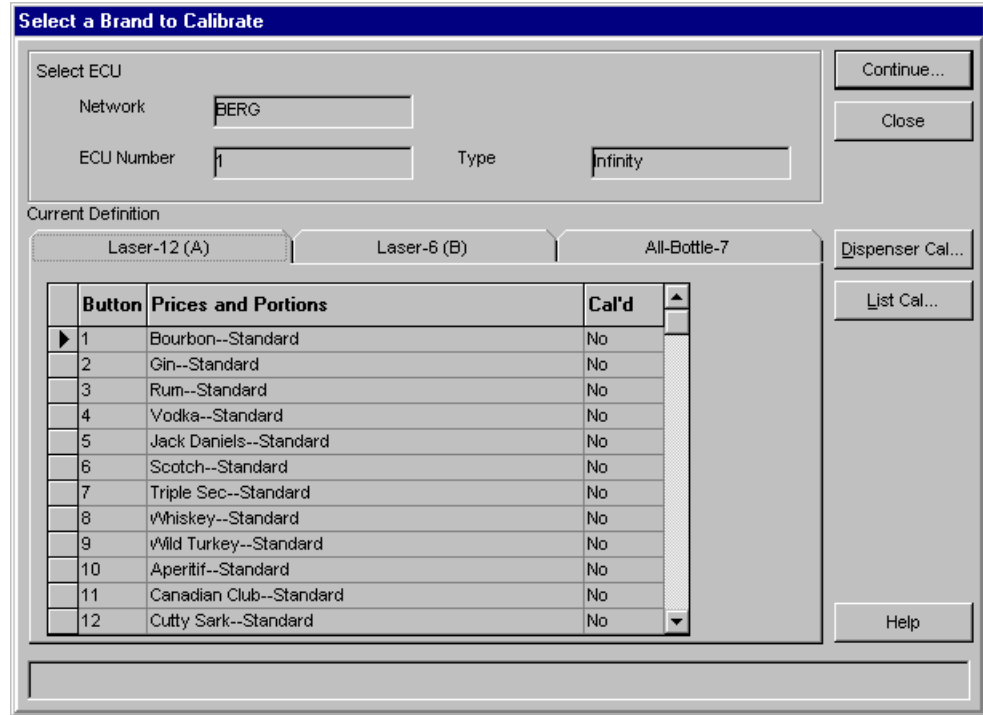 Select a Brand to Calibrate
Select ECU
Network BERG
ECU Number 1 Type Infinity
Continue...
Close
Current Definition
Laser-12 (A) Laser-6 (B) All-Bottle-7
Dispenser Cal...
List Cal...
Button Prices and Portions Cal'd
1 Bourbon--Standard No
2 Gin--Standard No
3 Rum--Standard No
4 Vodka--Standard No
5 Jack Daniels--Standard No
6 Scotch--Standard No
7 Triple Sec--Standard No
8 Whiskey--Standard No
9 Wild Turkey--Standard No
10 Aperitif--Standard No
11 Canadian Club--Standard No
12 Cutty Sark--Standard No
Help